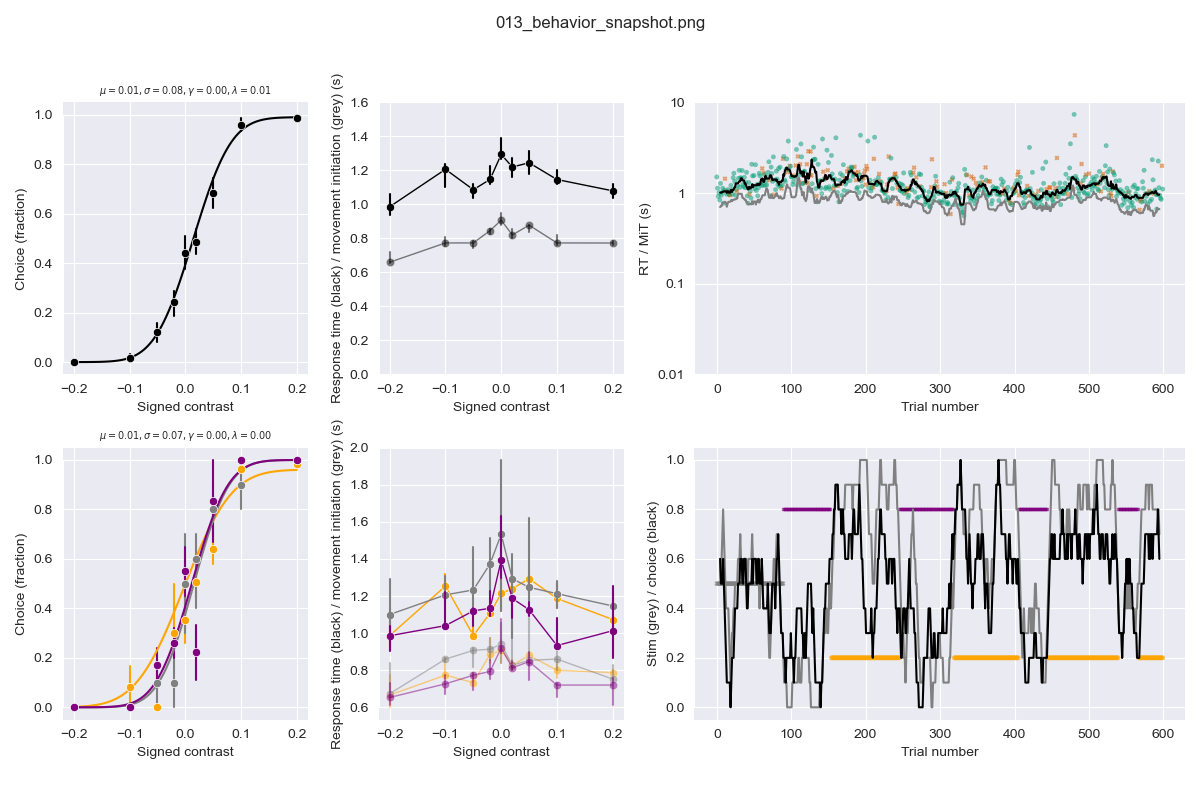 013_behavior_snapshot.png
μ = 0.01, σ = 0.08, γ = 0.00, λ = 0.01
Choice (fraction)
1.0
0.8
0.6
0.4
0.2
0.0
−0.2 −0.1 0.0 0.1 0.2
Signed contrast
Response time (black) / movement initiation (grey) (s)
1.6
1.4
1.2
1.0
0.8
0.6
0.4
0.2
0.0
−0.2 −0.1 0.0 0.1 0.2
Signed contrast
RT / MiT (s)
10
1
0.1
0.01
0 100 200 300 400 500 600
Trial number
μ = 0.01, σ = 0.07, γ = 0.00, λ = 0.00
Choice (fraction)
1.0
0.8
0.6
0.4
0.2
0.0
−0.2 −0.1 0.0 0.1 0.2
Signed contrast
Response time (black) / movement initiation (grey) (s)
2.0
1.8
1.6
1.4
1.2
1.0
0.8
0.6
−0.2 −0.1 0.0 0.1 0.2
Signed contrast
Stim (grey) / choice (black)
1.0
0.8
0.6
0.4
0.2
0.0
0 100 200 300 400 500 600
Trial number